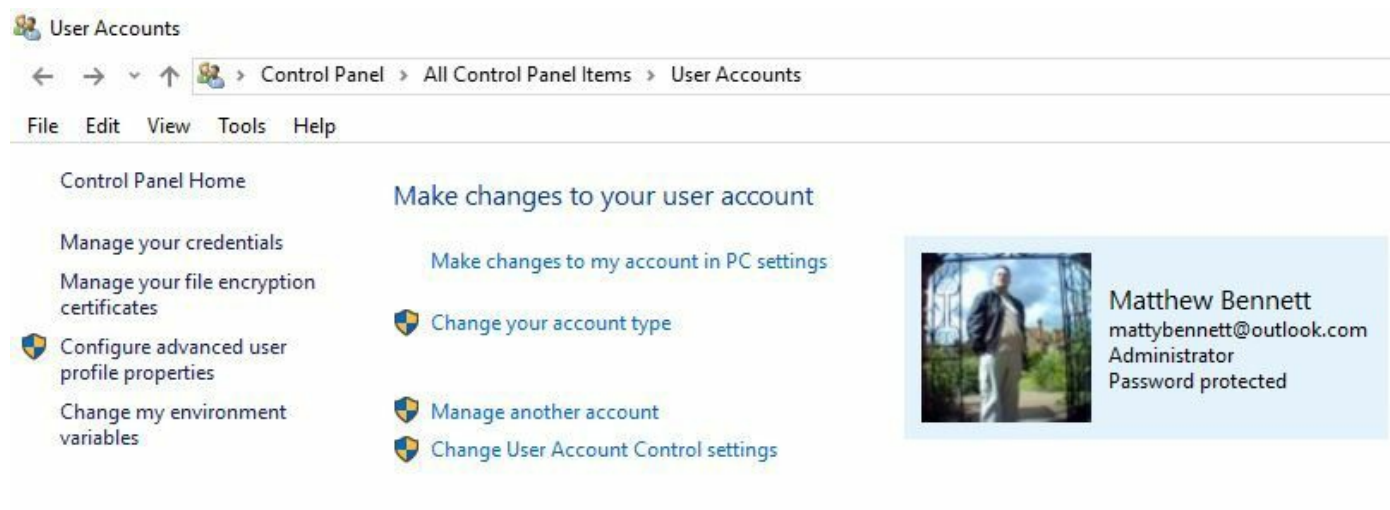 User Accounts
Control Panel > All Control Panel Items > User Accounts
File Edit View Tools Help
Control Panel Home
Manage your credentials
Manage your file encryption
certificates
Configure advanced user
profile properties
Change my environment
variables
Make changes to your user account
Make changes to my account in PC settings
Change your account type
Manage another account
Change User Account Control settings
Matthew Bennett
mattybennett@outlook.com
Administrator
Password protected